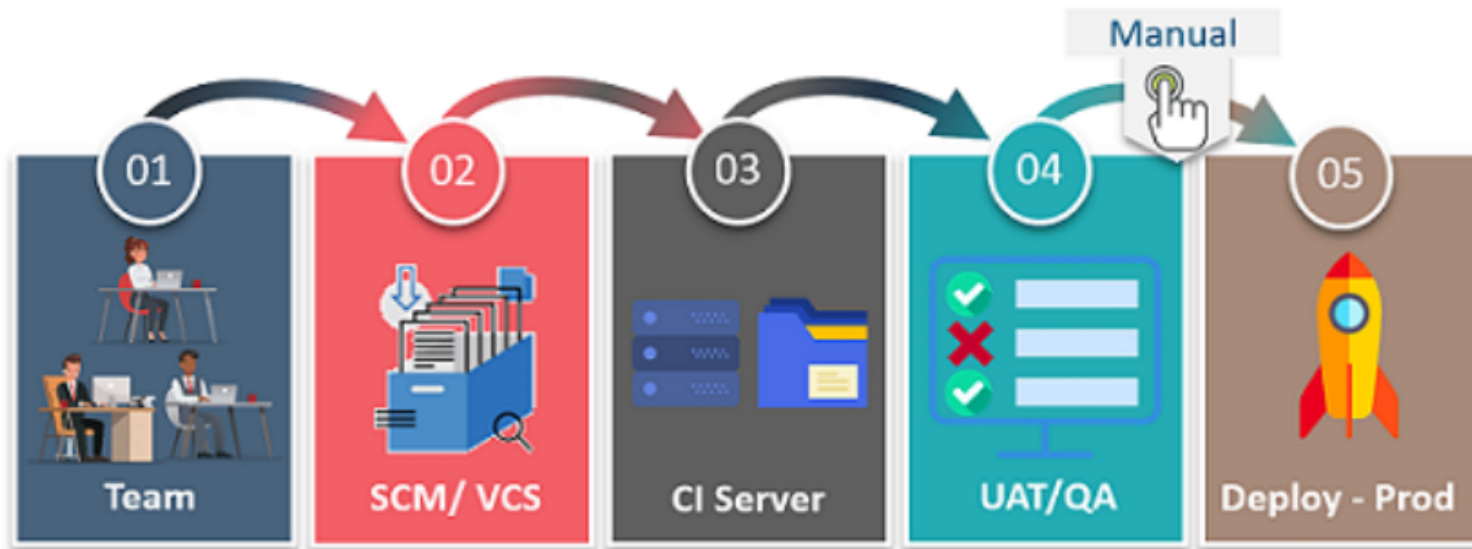 Manual
01
02
03
04
05
Team
SCM/ VCS
CI Server
UAT/QA
Deploy - Prod